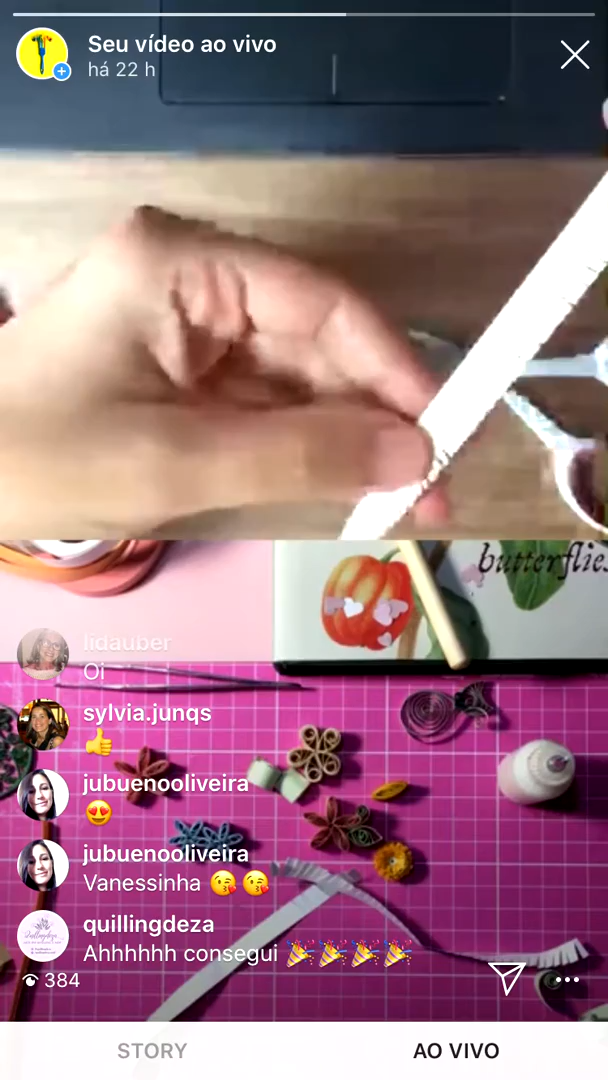 Seu vídeo ao vivo
há 22 h
butterflies
lidauber
Oi
sylvia.junqs
👍
jubuenooliveira
😍
jubuenooliveira
Vanessinha 😘😘
quillingdeza
Ahhhhhh consegui 🎉🎉🎉🎉
384
STORY
AO VIVO